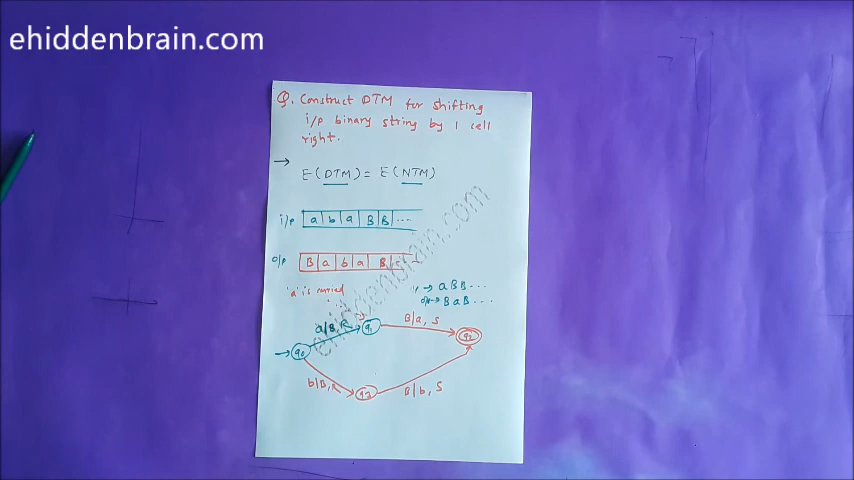 ehiddenbrain.com
Q. Construct DTM for shifting
i/p binary string by 1 cell
right.
→
E(DTM) = E(NTM)
i/p a b a B B ...
o/p B a b a B ...
'a' is carried
i/p → a B B ...
o/p → B a B ...
a/B, R
q1
B/a, S
q2
q0
b/B, R
q3
B/b, S
ehiddenbrain.com